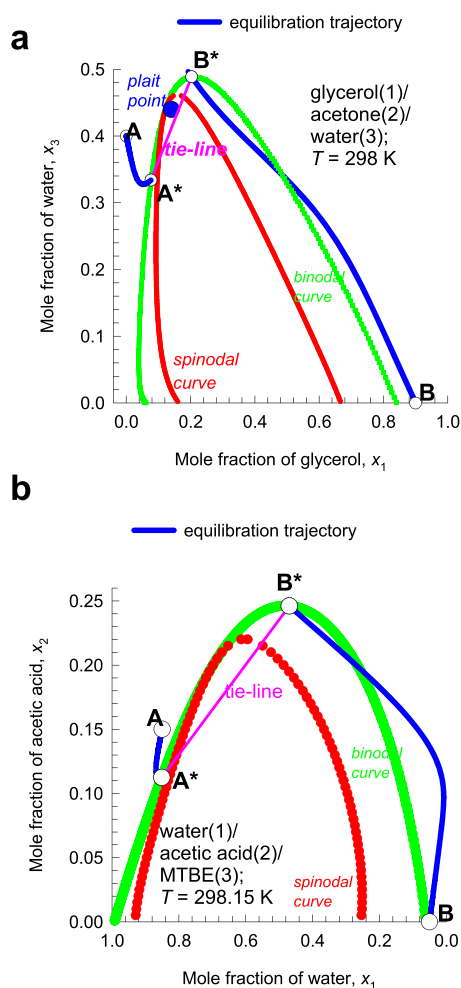 a
equilibration trajectory
B*
0.5
plait
point
glycerol(1)/
acetone(2)/
water(3);
T = 298 K
A
0.4
tie-line
A*
0.3
Mole fraction of water, x3
0.2
binodal
curve
0.1
spinodal
curve
B
0.0
0.0 0.2 0.4 0.6 0.8 1.0
Mole fraction of glycerol, x1
b
equilibration trajectory
B*
0.25
0.20
tie-line
A
0.15
binodal
curve
A*
0.10
Mole fraction of acetic acid, x2
water(1)/
acetic acid(2)/
MTBE(3);
T = 298.15 K
0.05
spinodal
curve
B
0.00
1.0 0.8 0.6 0.4 0.2 0.0
Mole fraction of water, x1